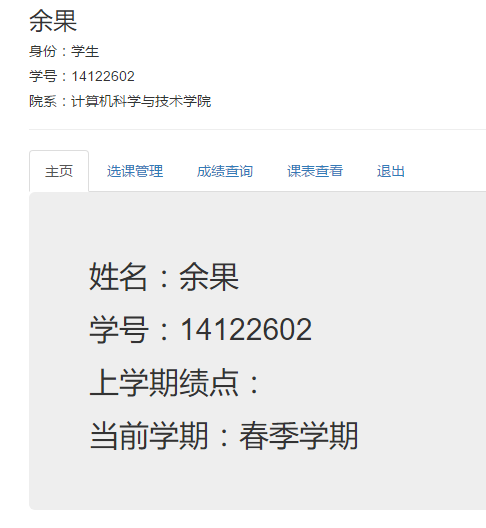 余果
身份：学生
学号：14122602
院系：计算机科学与技术学院
主页 选课管理 成绩查询 课表查看 退出
姓名：余果
学号：14122602
上学期绩点：
当前学期：春季学期